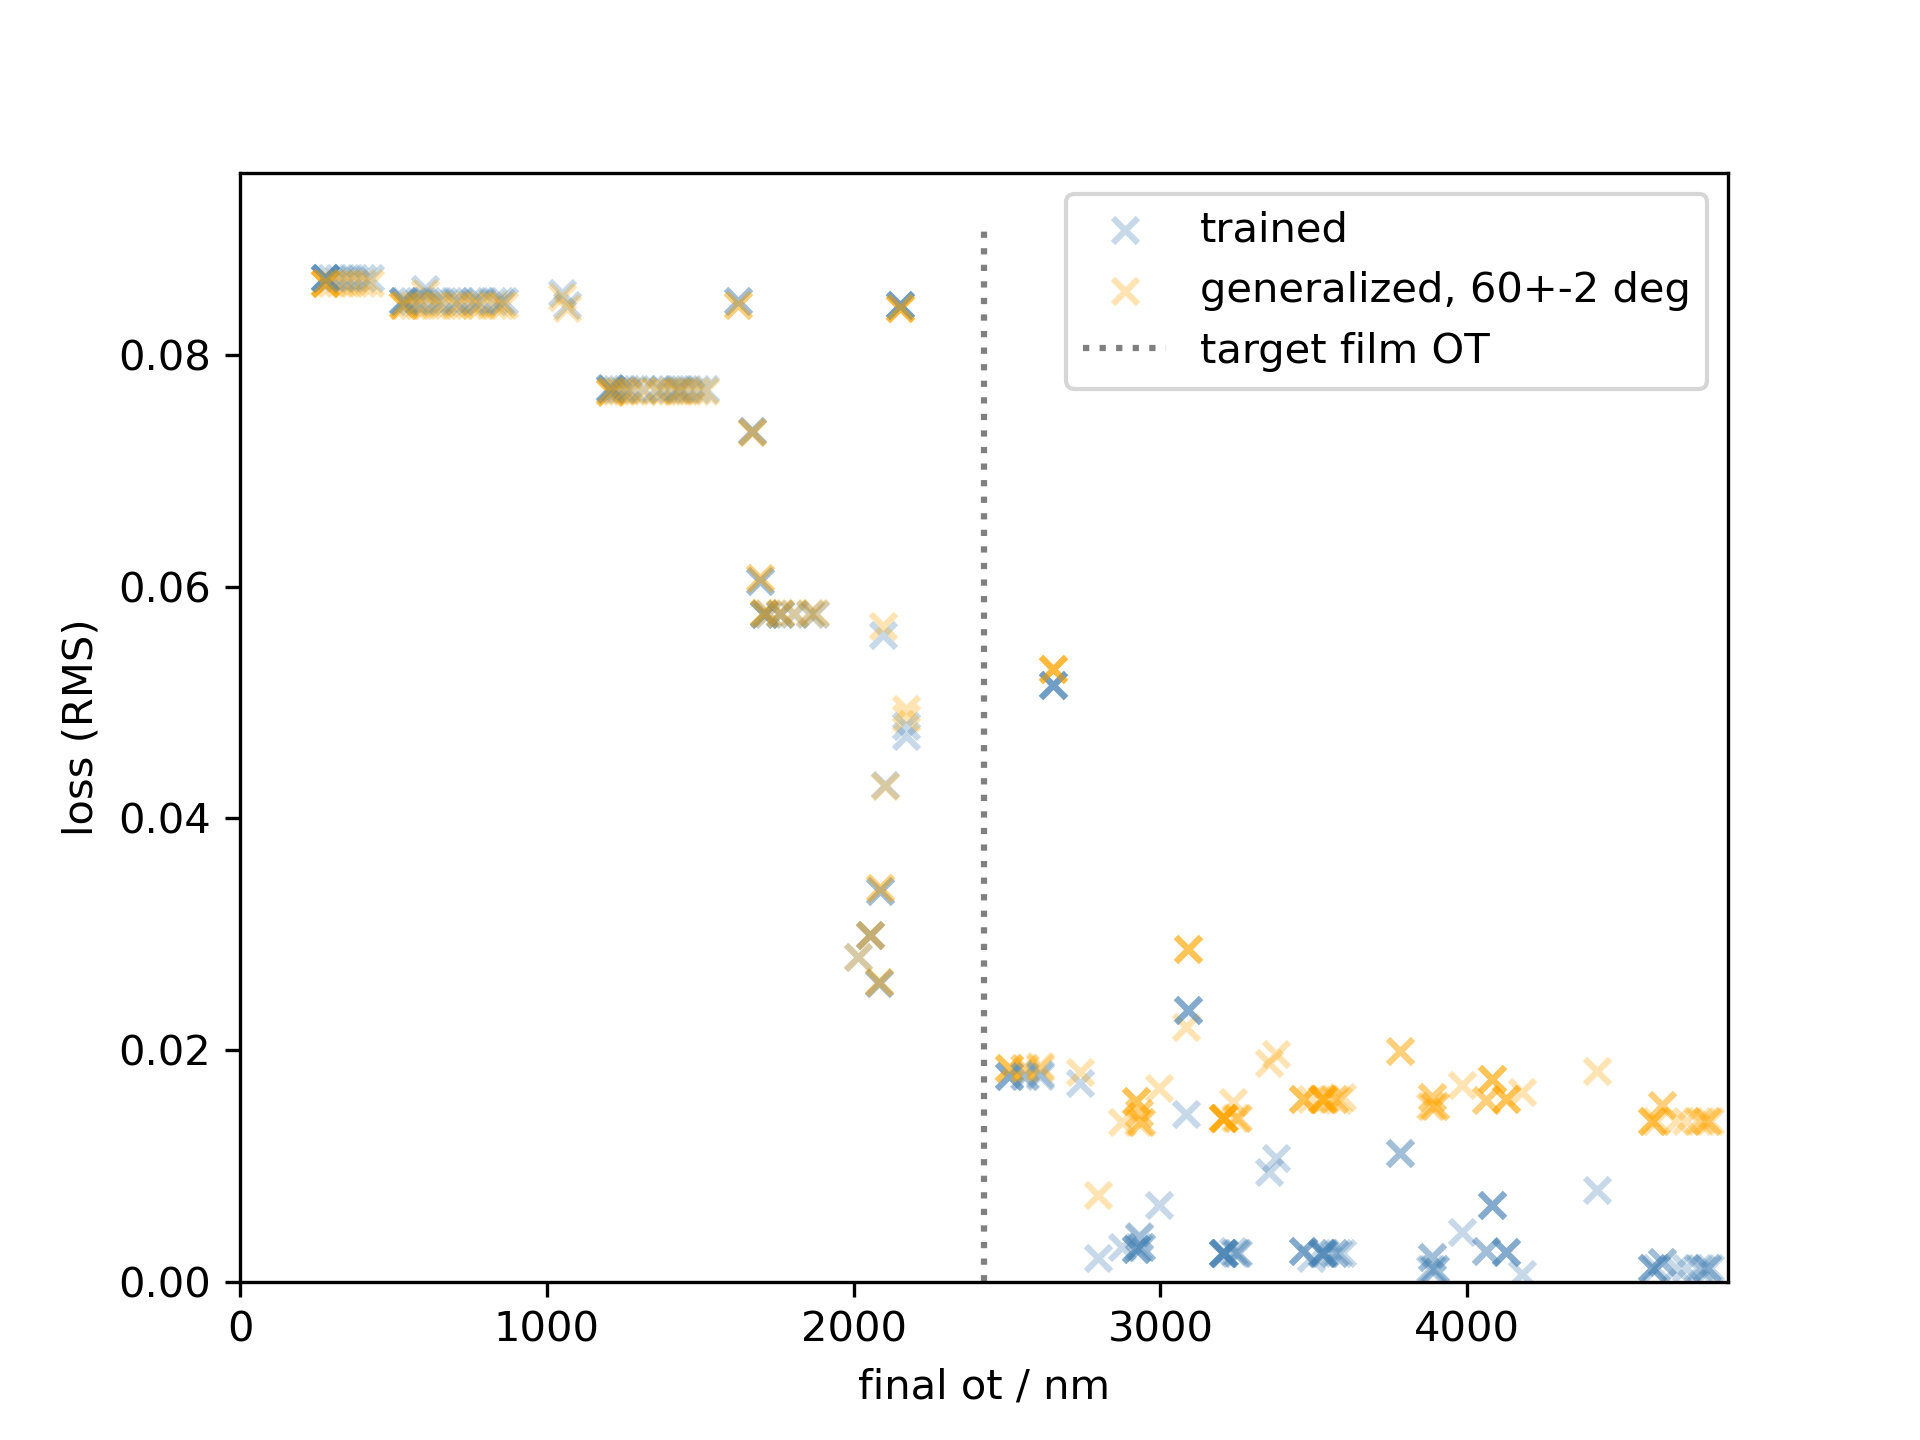 trained
generalized, 60+-2 deg
target film OT
0.08
0.06
0.04
0.02
0.00
loss (RMS)
0
1000
2000
3000
4000
final ot / nm